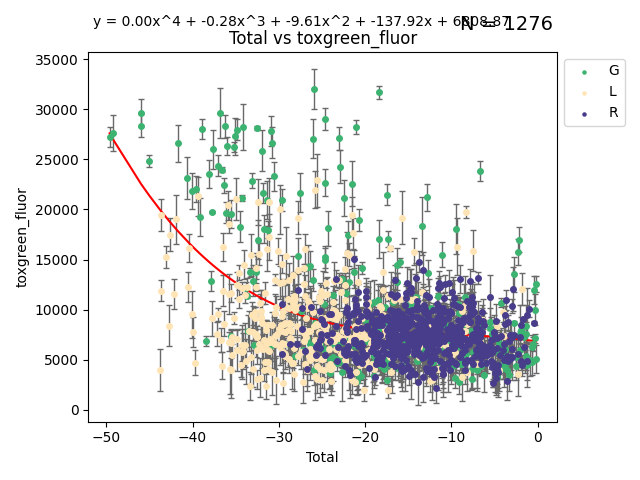 y = 0.00x^4 + -0.28x^3 + -9.61x^2 + -137.92x + 6808.87
N = 1276
Total vs toxgreen_fluor
35000
30000
25000
20000
15000
10000
5000
0
toxgreen_fluor
−50
−40
−30
−20
−10
0
Total
G
L
R